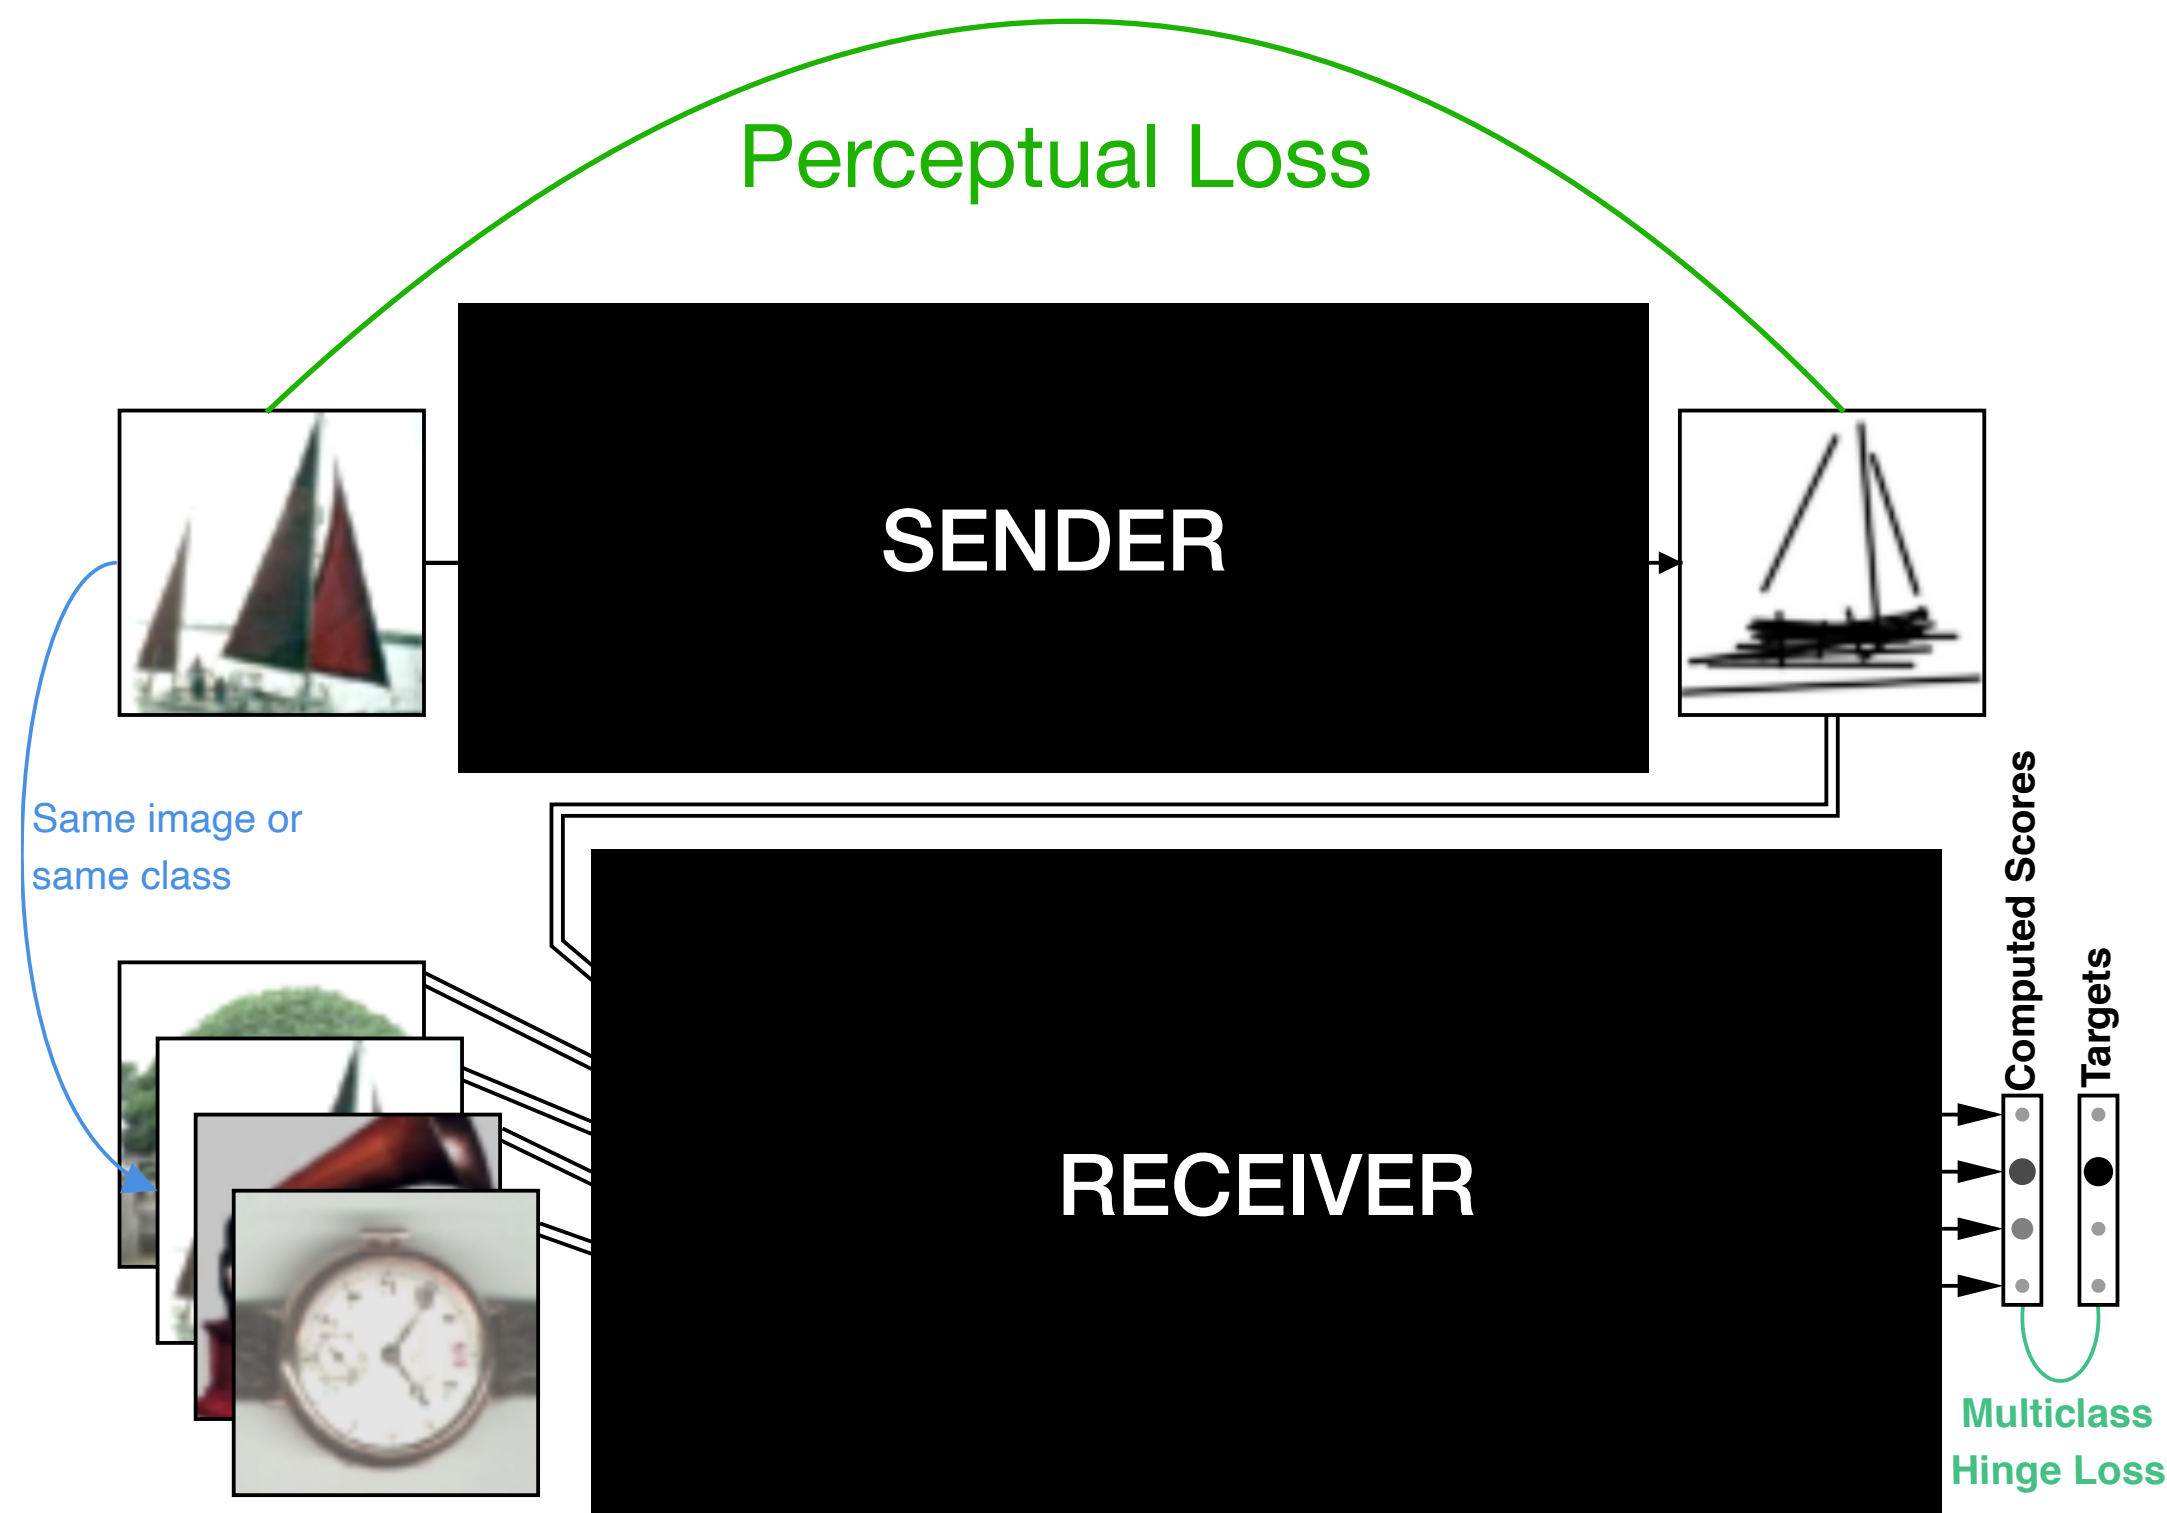 Perceptual Loss
SENDER
Same image or
same class
RECEIVER
Computed Scores
Targets
Multiclass
Hinge Loss